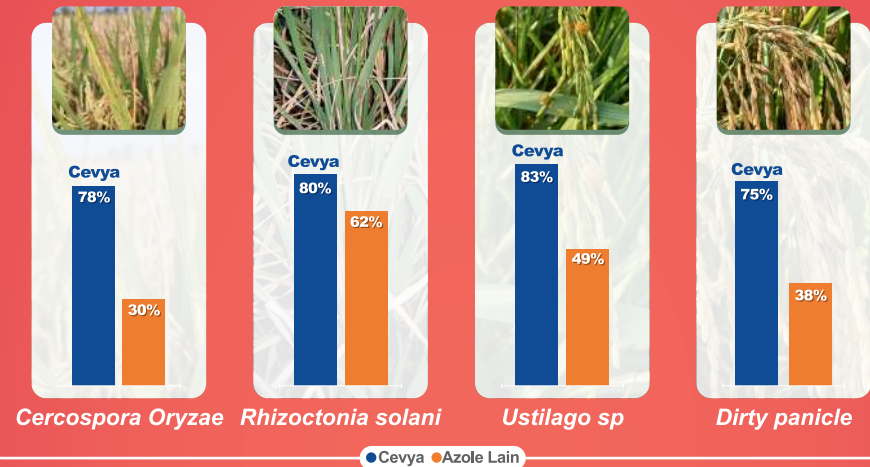 Cevya
78%
30%
Cercospora Oryzae
Cevya
80%
62%
Rhizoctonia solani
Cevya
83%
49%
Ustilago sp
Cevya
75%
38%
Dirty panicle
Cevya Azole Lain